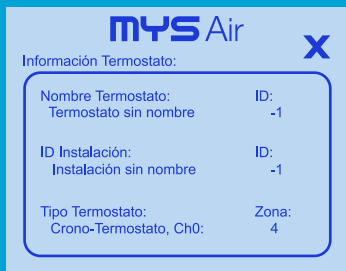 mYs Air
X
Información Termostato:
Nombre Termostato: ID:
Termostato sin nombre -1
ID Instalación: ID:
Instalación sin nombre -1
Tipo Termostato: Zona:
Crono-Termostato, Ch0: 4